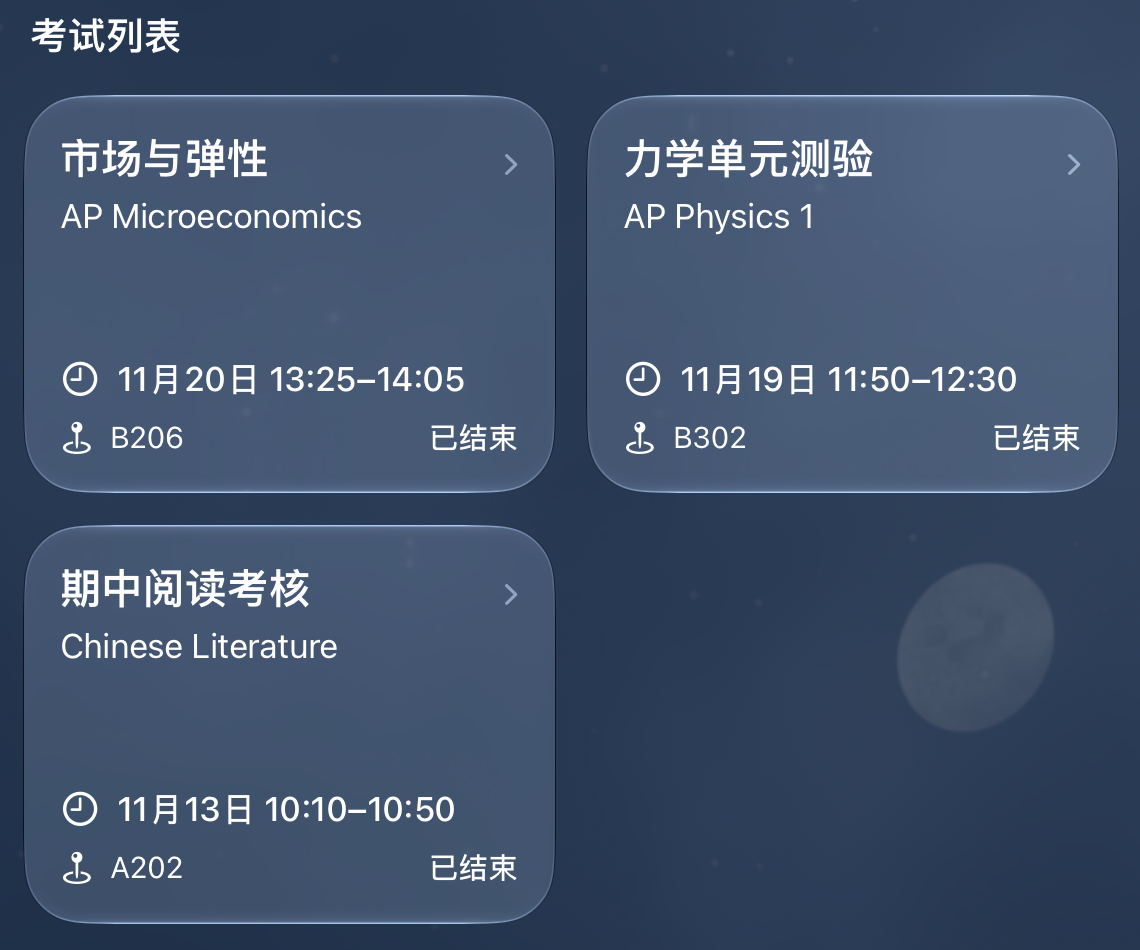 考试列表
市场与弹性
AP Microeconomics
11月20日 13:25–14:05
B206
已结束
力学单元测验
AP Physics 1
11月19日 11:50–12:30
B302
已结束
期中阅读考核
Chinese Literature
11月13日 10:10–10:50
A202
已结束